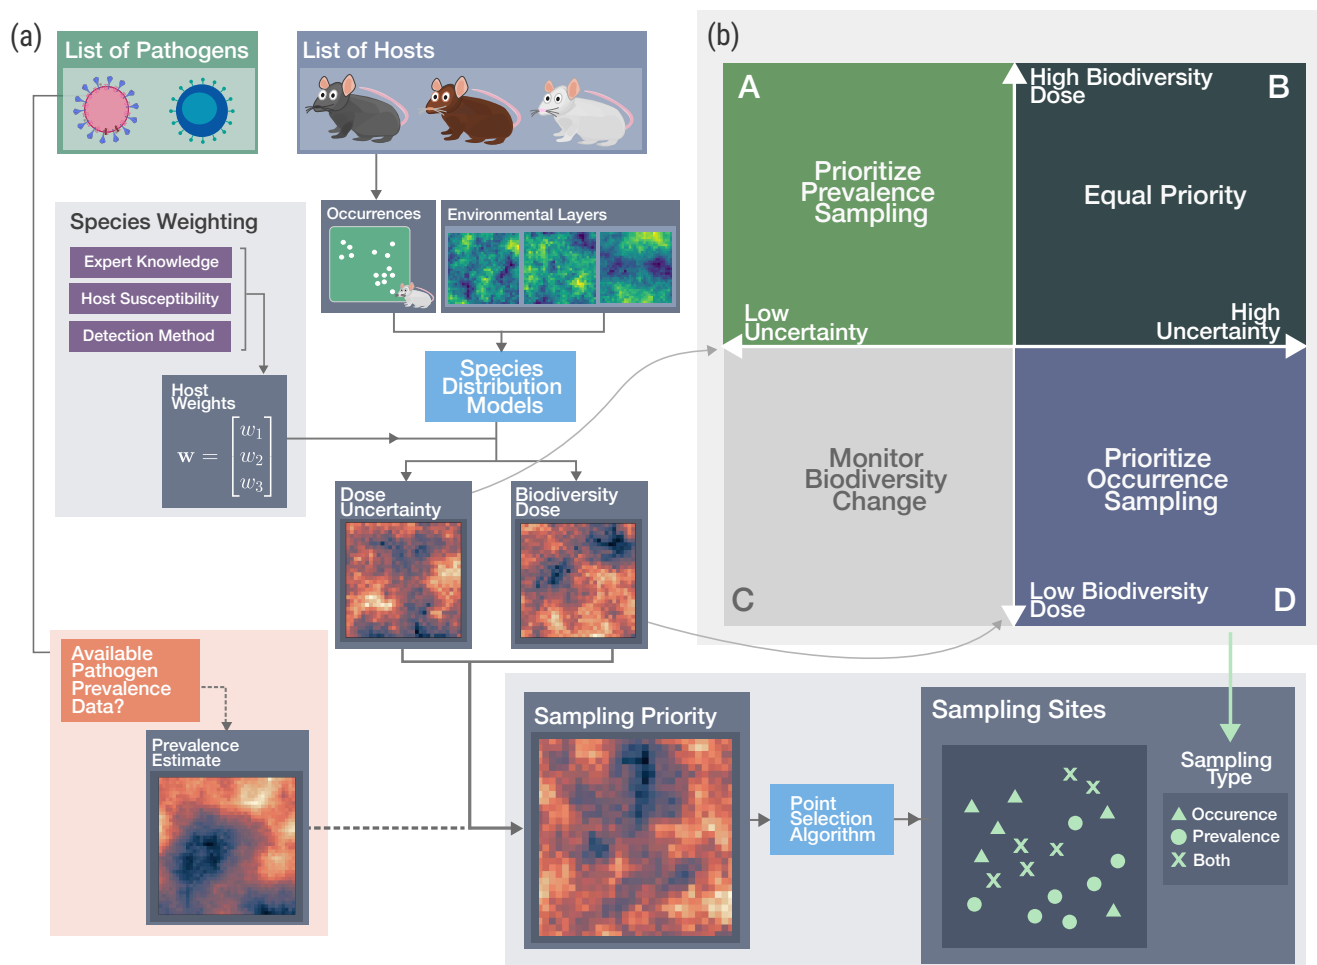 (a)
List of Pathogens
List of Hosts
Species Weighting
Expert Knowledge
Host Susceptibility
Detection Method
Host
Weights
w = [w1 w2 w3]
Occurrences
Environmental Layers
Species
Distribution
Models
Dose
Uncertainty
Biodiversity
Dose
Available
Pathogen
Prevalence
Data?
Prevalence
Estimate
Sampling Priority
Point
Selection
Algorithm
Sampling Sites
Sampling
Type
Occurence
Prevalence
X Both
(b)
A
High Biodiversity
Dose
B
Prioritize
Prevalence
Sampling
Equal Priority
Low
Uncertainty
High
Uncertainty
Monitor
Biodiversity
Change
Prioritize
Occurrence
Sampling
C
Low Biodiversity
Dose
D